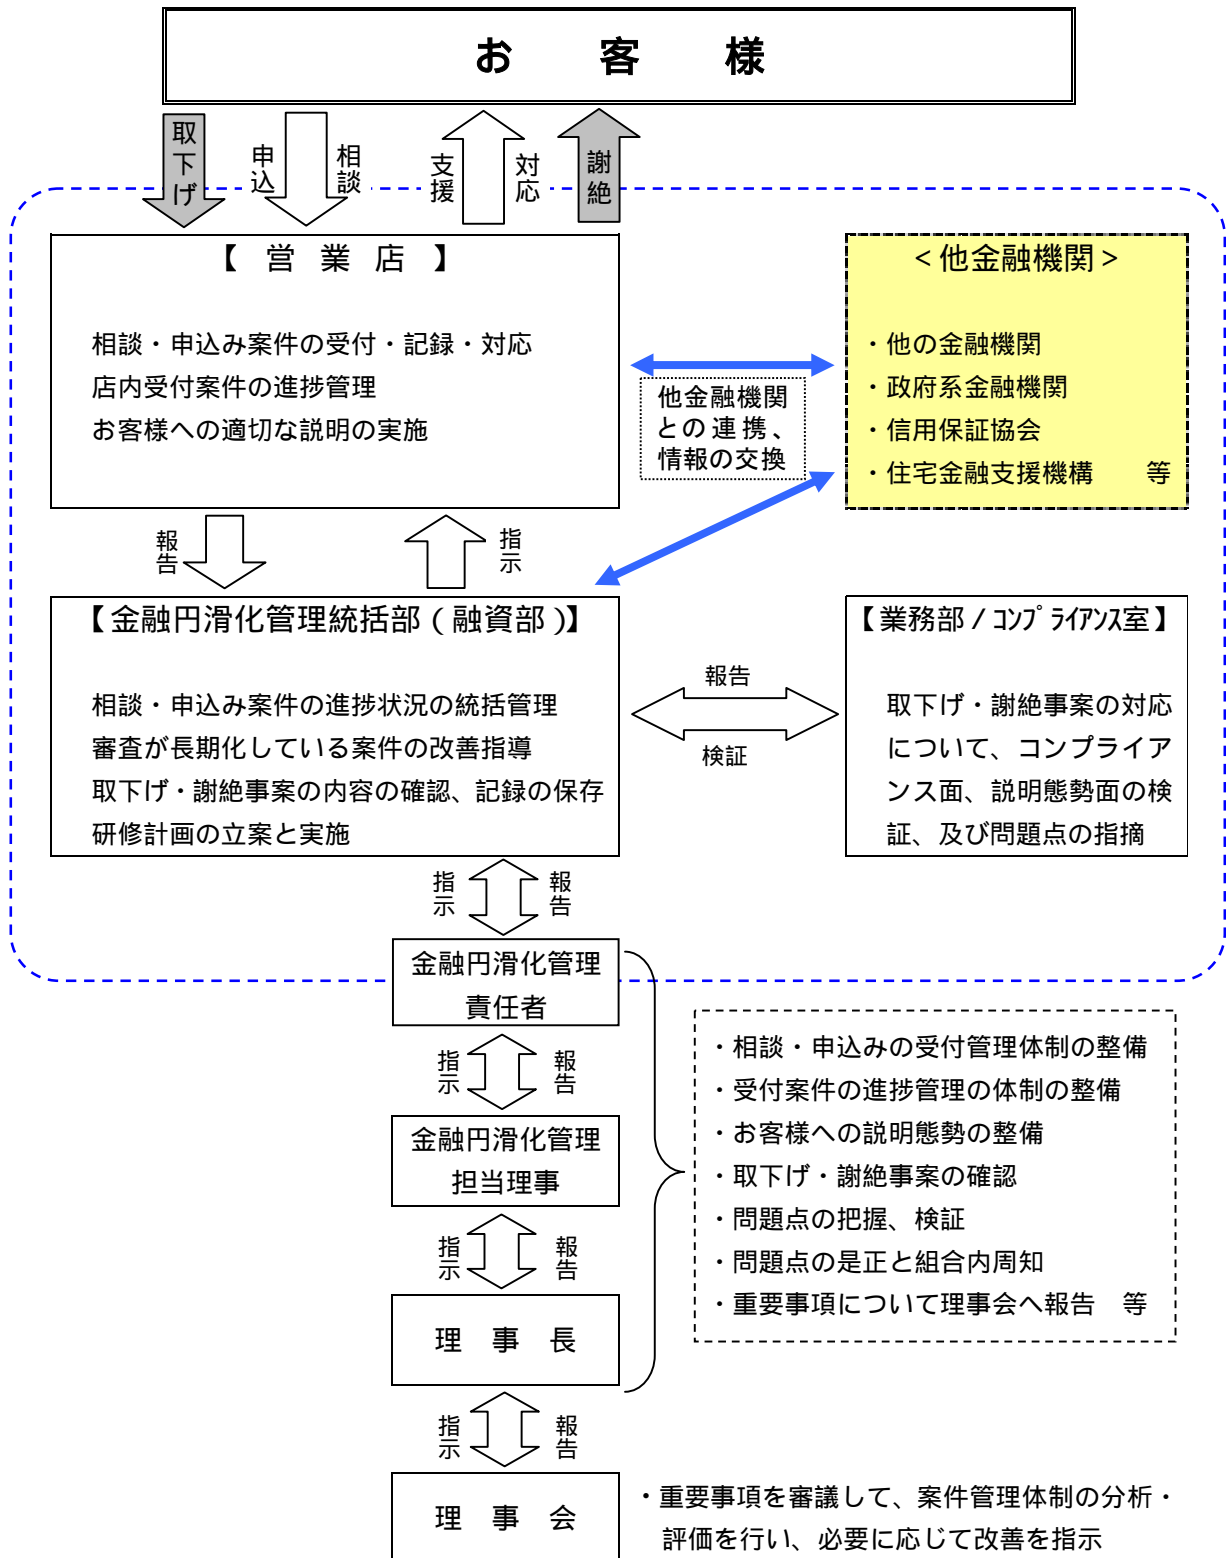 お客様
取下げ
申込
相談
支援
対応
謝絶
【営業店】
相談・申込み案件の受付・記録・対応
店内受付案件の進捗管理
お客様への適切な説明の実施
<他金融機関>
・他の金融機関
・政府系金融機関
・信用保証協会
・住宅金融支援機構 等
他金融機関
との連携、
情報の交換
報告
指示
【金融円滑化管理統括部(融資部)】
相談・申込み案件の進捗状況の統括管理
審査が長期化している案件の改善指導
取下げ・謝絶事案の内容の確認、記録の保存
研修計画の立案と実施
報告
検証
【業務部/コンプライアンス室】
取下げ・謝絶事案の対応
について、コンプライア
ンス面、説明態勢面の検
証、及び問題点の指摘
指示
報告
金融円滑化管理
責任者
指示
報告
金融円滑化管理
担当理事
指示
報告
理事長
・相談・申込みの受付管理体制の整備
・受付案件の進捗管理の体制の整備
・お客様への説明態勢の整備
・取下げ・謝絶事案の確認
・問題点の把握、検証
・問題点の是正と組合内周知
・重要事項について理事会へ報告 等
指示
報告
理事会
・重要事項を審議して、案件管理体制の分析・
評価を行い、必要に応じて改善を指示